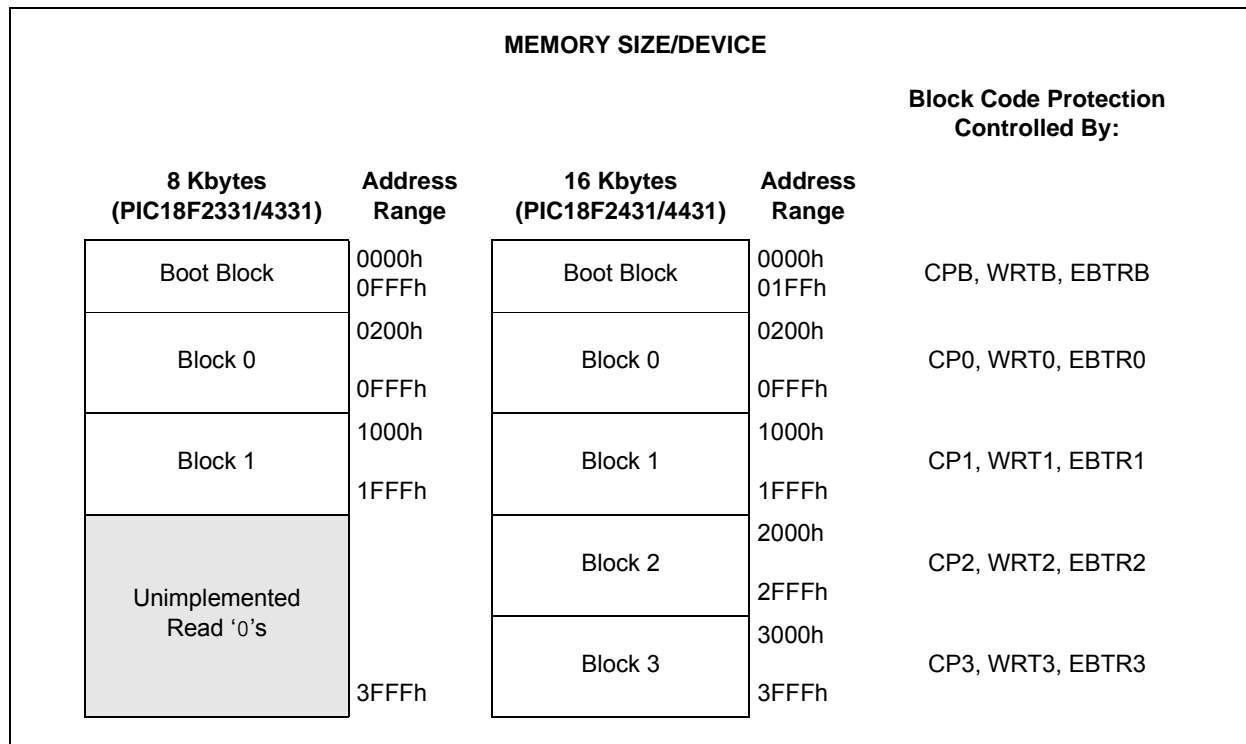 MEMORY SIZE/DEVICE
Block Code Protection
Controlled By:
8 Kbytes
(PIC18F2331/4331)
Address
Range
16 Kbytes
(PIC18F2431/4431)
Address
Range
Boot Block
0000h
0FFFh
Boot Block
0000h
01FFh
CPB, WRTB, EBTRB
Block 0
0200h
0FFFh
Block 0
0200h
0FFFh
CP0, WRT0, EBTR0
Block 1
1000h
1FFFh
Block 1
1000h
1FFFh
CP1, WRT1, EBTR1
Unimplemented
Read ‘0’s
3FFFh
Block 2
2000h
2FFFh
CP2, WRT2, EBTR2
Block 3
3000h
3FFFh
CP3, WRT3, EBTR3